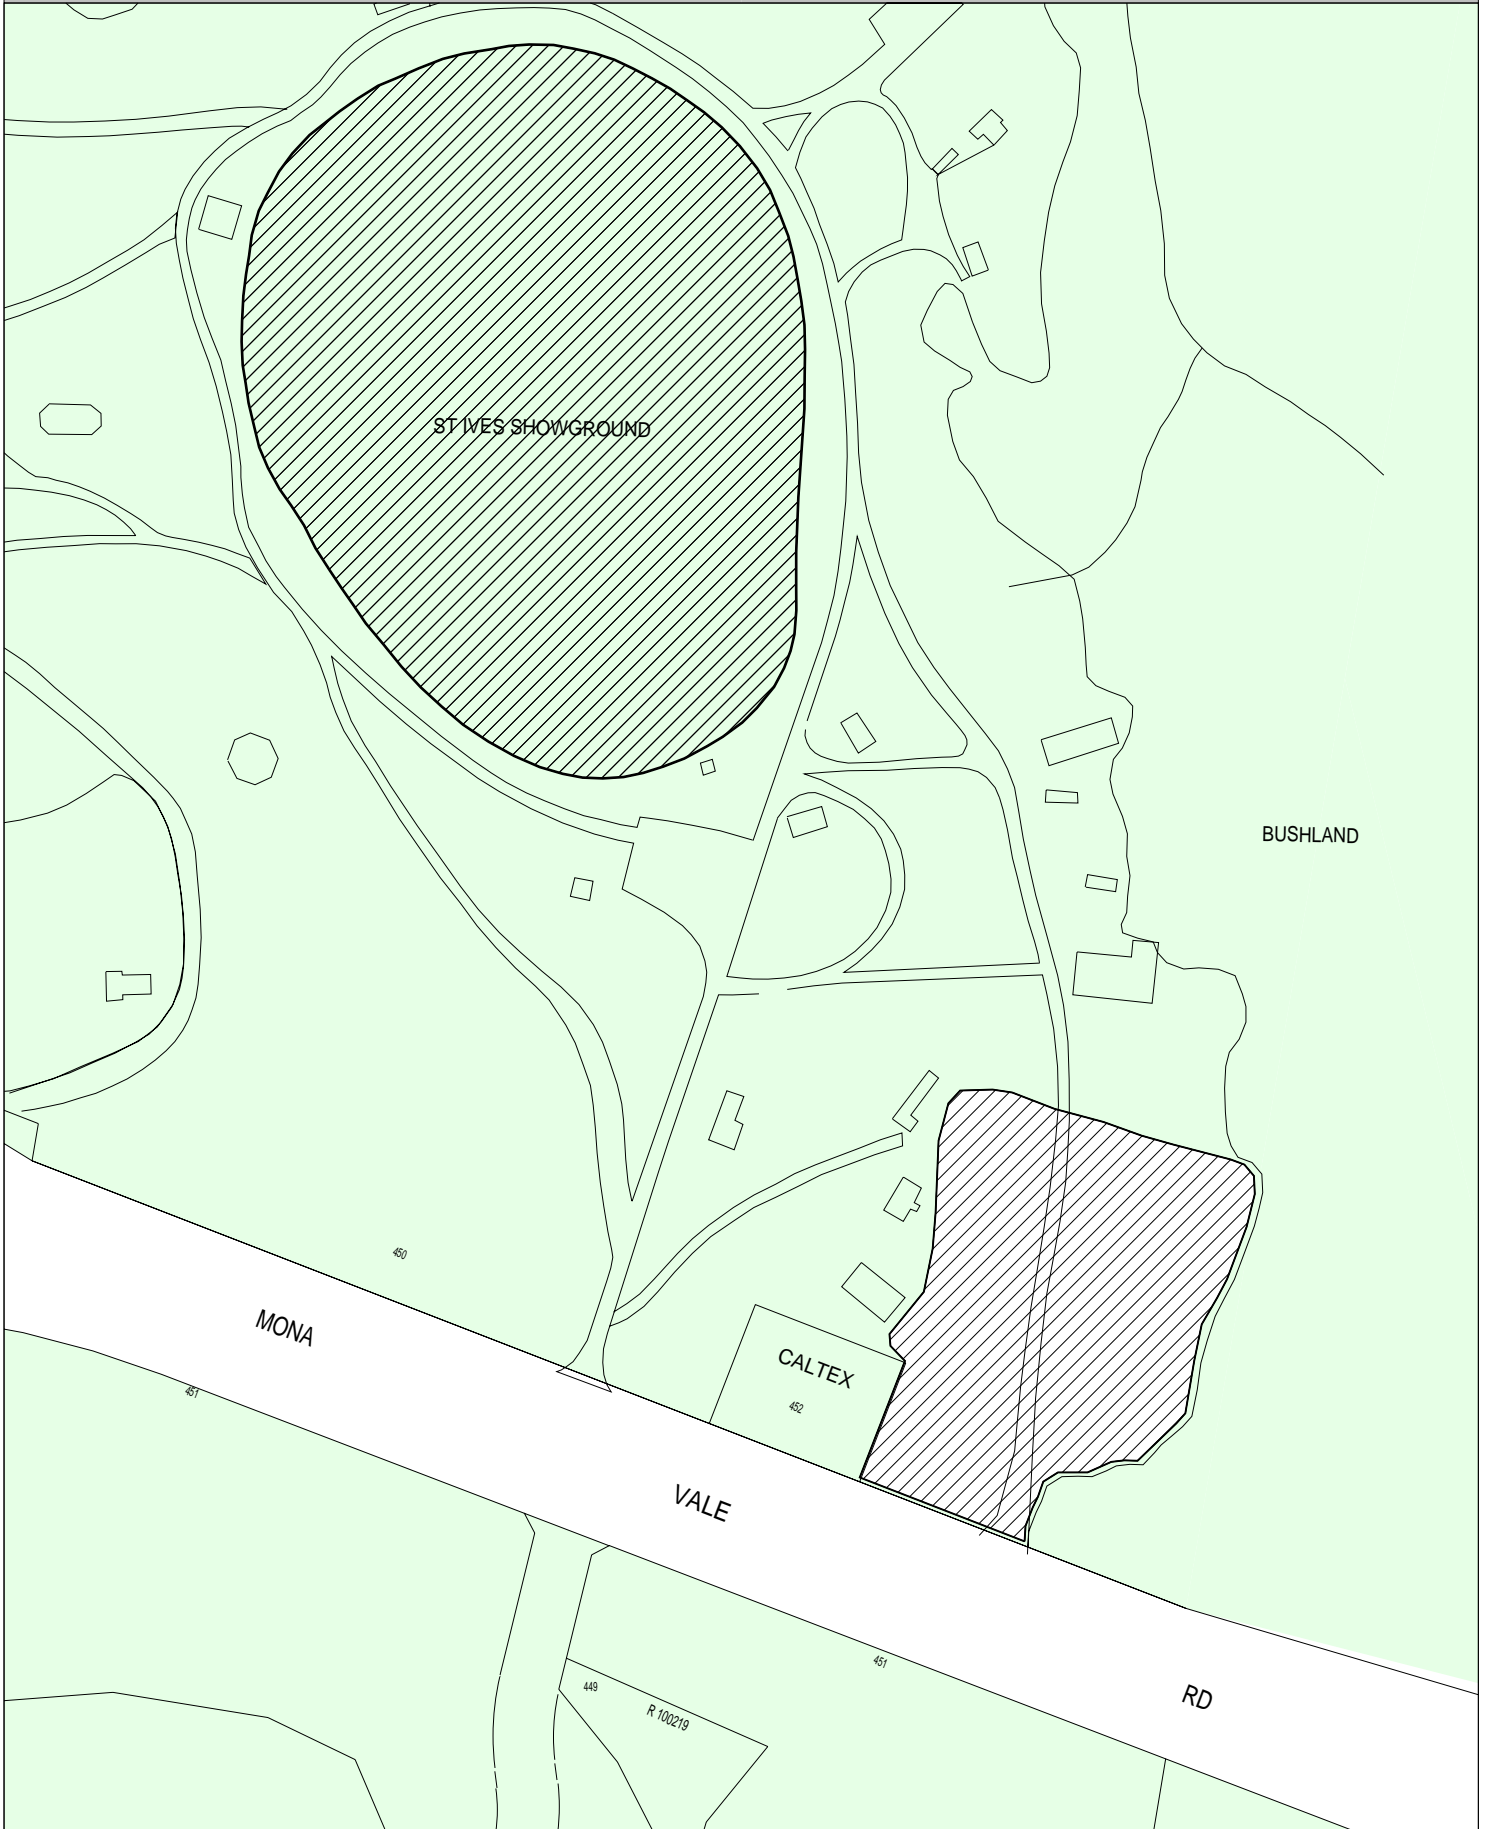 ST IVES SHOWGROUND
BUSHLAND
450
MONA
CALTEX
451
452
VALE
451
449
RD
R 100219